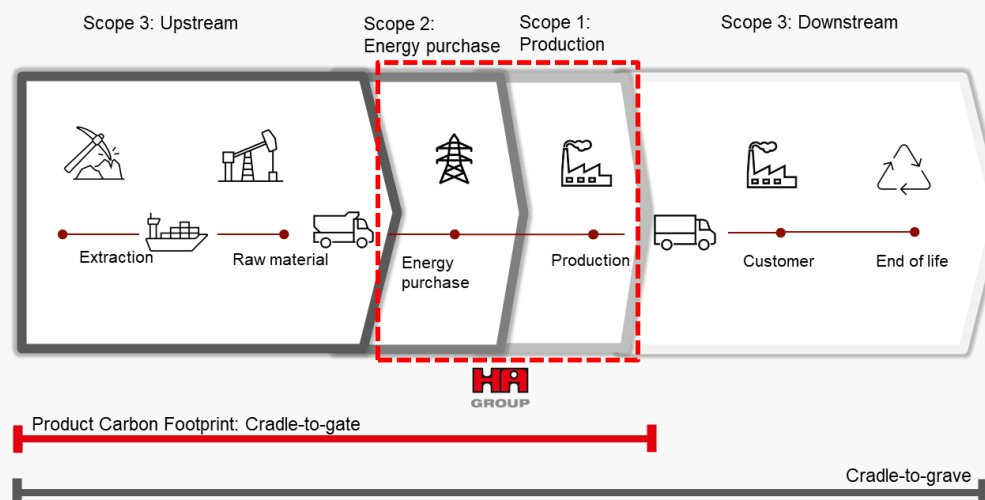 Scope 3: Upstream
Scope 2:
Energy purchase
Scope 1:
Production
Scope 3: Downstream
Extraction
Raw material
Energy
purchase
Production
Customer
End of life
HA
GROUP
Product Carbon Footprint: Cradle-to-gate
Cradle-to-grave